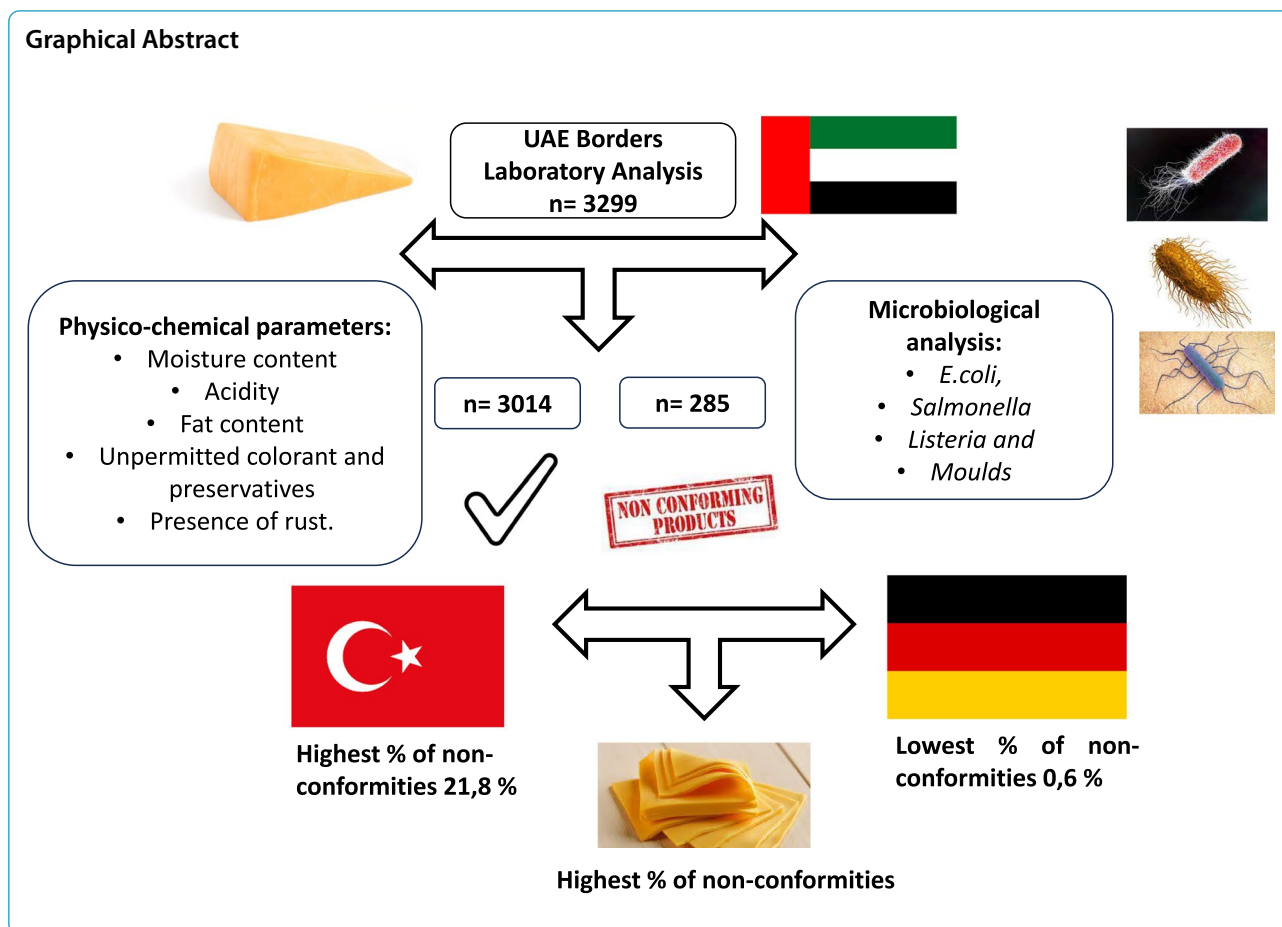 Graphical Abstract
UAE Borders
Laboratory Analysis
n= 3299
Physico-chemical parameters:
• Moisture content
• Acidity
• Fat content
• Unpermitted colorant and
preservatives
• Presence of rust.
n= 3014
n= 285
Microbiological
analysis:
• E.coli,
• Salmonella
• Listeria and
• Moulds
NON CONFORMING
PRODUCTS
Highest % of non-
conformities 21,8 %
Lowest % of non-
conformities 0,6 %
Highest % of non-conformities